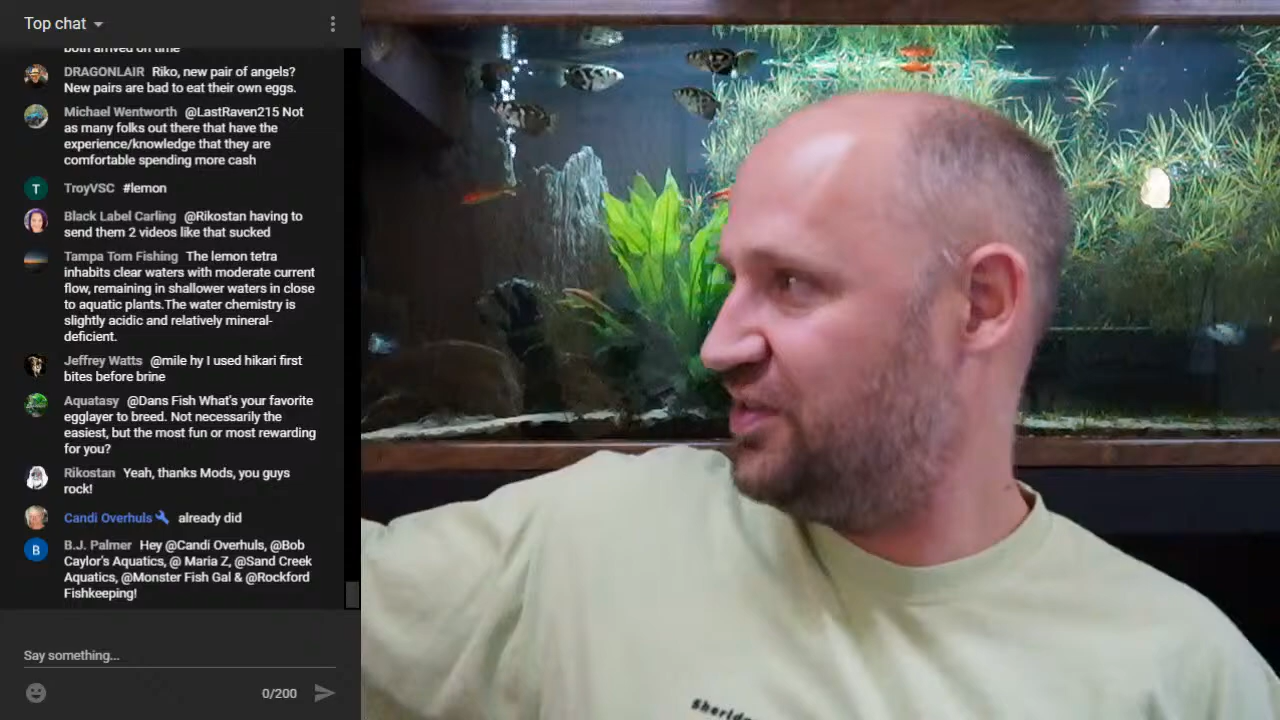 Top chat
both arrived on time
DRAGONLAIR Riko, new pair of angels?
New pairs are bad to eat their own eggs.
Michael Wentworth @LastRaven215 Not
as many folks out there that have the
experience/knowledge that they are
comfortable spending more cash
T TroyVSC #lemon
Black Label Carling @Rikostan having to
send them 2 videos like that sucked
Tampa Tom Fishing The lemon tetra
inhabits clear waters with moderate current
flow, remaining in shallower waters in close
to aquatic plants.The water chemistry is
slightly acidic and relatively mineral-
deficient.
Jeffrey Watts @mile hy I used hikari first
bites before brine
Aquatasy @Dans Fish What's your favorite
egglayer to breed. Not necessarily the
easiest, but the most fun or most rewarding
for you?
Rikostan Yeah, thanks Mods, you guys
rock!
Candi Overhuls already did
B B.J. Palmer Hey @Candi Overhuls, @Bob
Caylor's Aquatics, @ Maria Z, @Sand Creek
Aquatics, @Monster Fish Gal & @Rockford
Fishkeeping!
Say something...
0/200